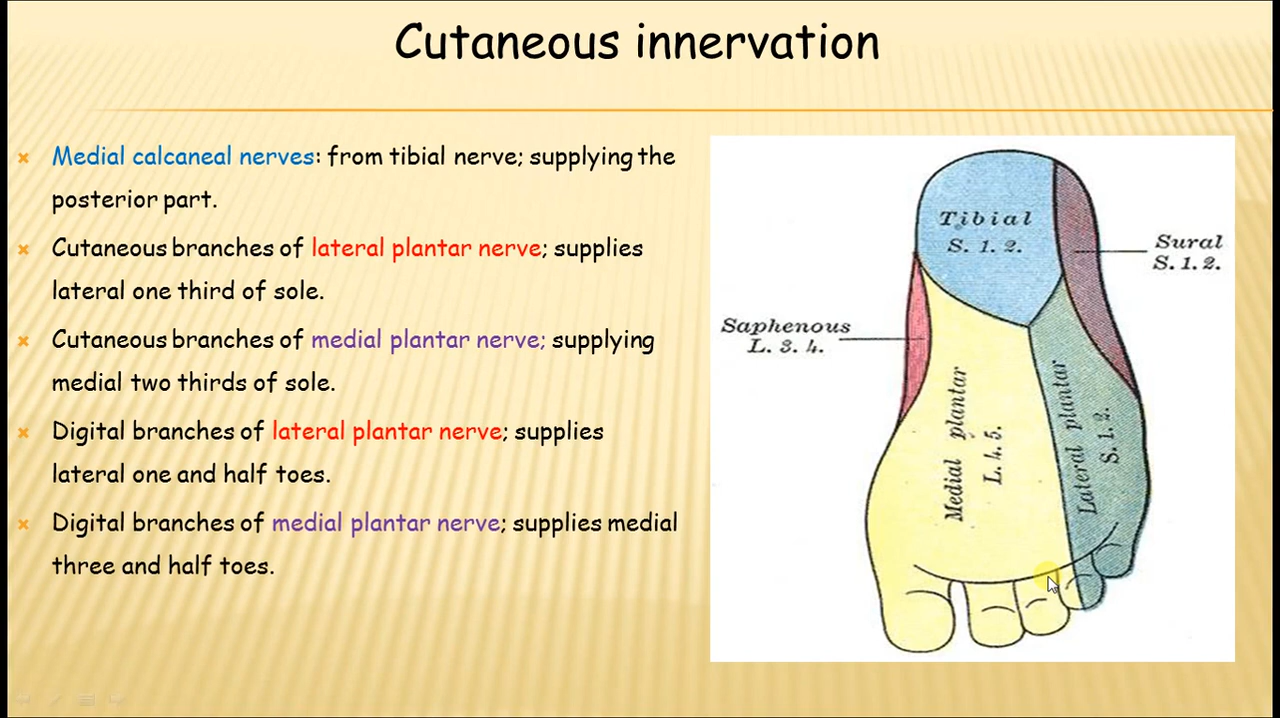 Cutaneous innervation
Medial calcaneal nerves: from tibial nerve; supplying the
posterior part.
Cutaneous branches of lateral plantar nerve; supplies
lateral one third of sole.
Cutaneous branches of medial plantar nerve; supplying
medial two thirds of sole.
Digital branches of lateral plantar nerve; supplies
lateral one and half toes.
Digital branches of medial plantar nerve; supplies medial
three and half toes.
Tibial
S. 1. 2.
Sural
S. 1. 2.
Saphenous
L. 3. 4.
Medial plantar
L. 4. 5.
Lateral plantar
S. 1. 2.